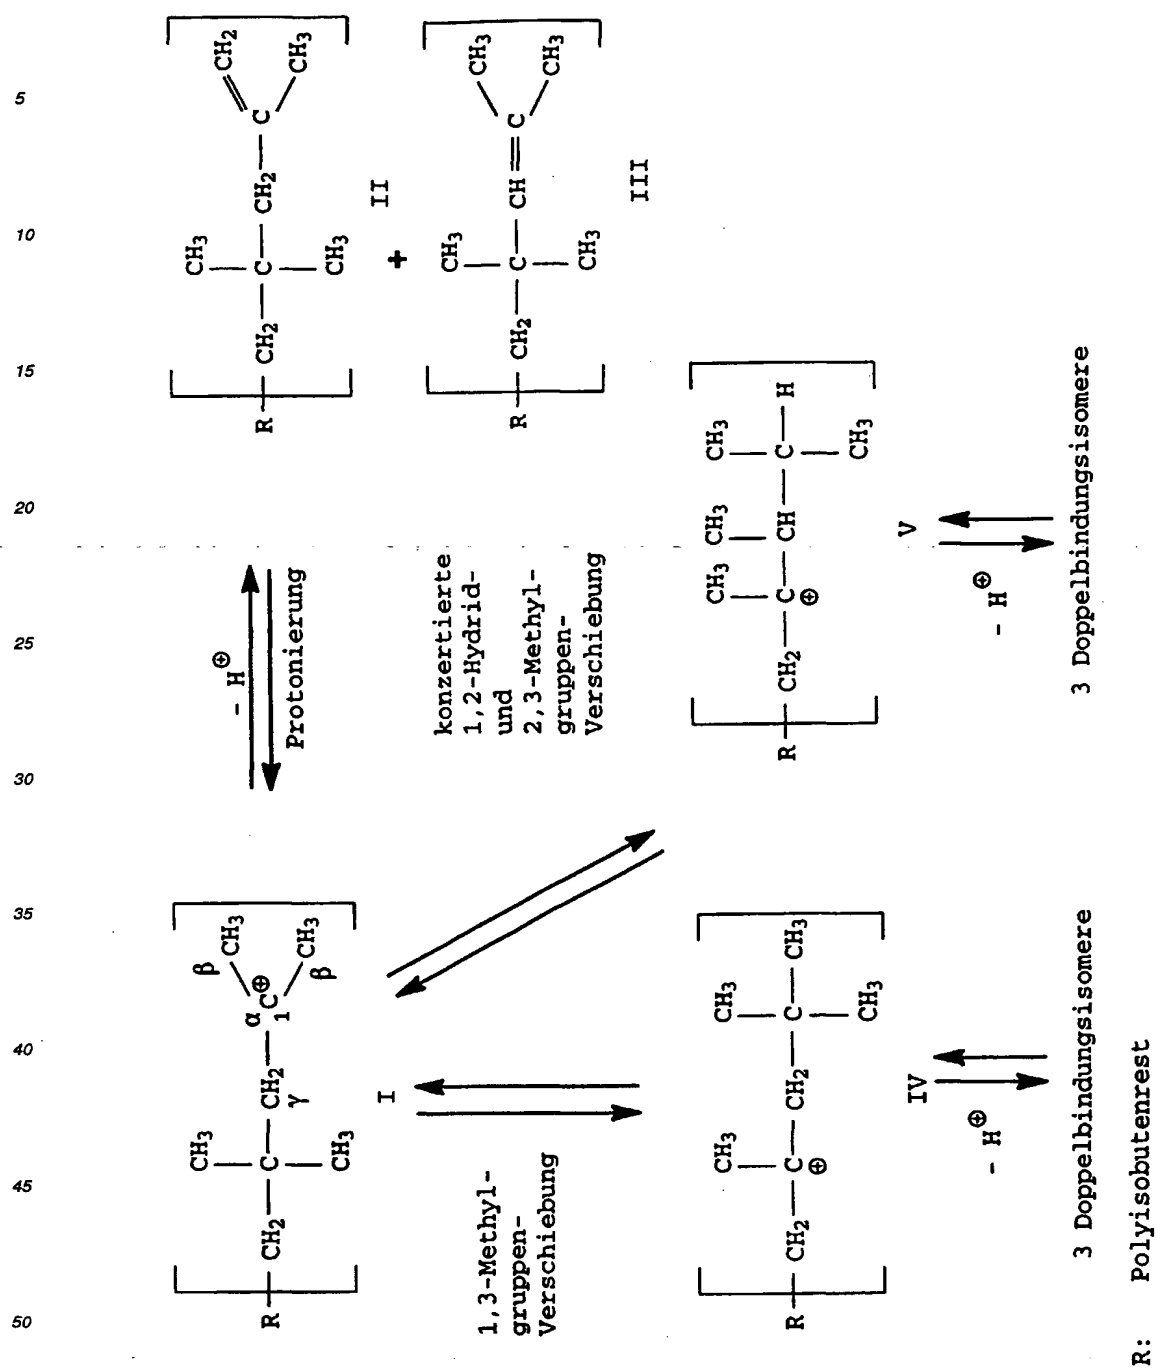 5
10
15
20
25
30
35
40
45
50
CH3 β CH3
α ⊕
R — CH2 — C — CH2 — C
γ 1
CH3 β CH3
I
- H⊕
Protonierung
CH3 CH2
R — CH2 — C — CH2 — C
CH3 CH3
II
+
CH3 CH3
R — CH2 — C — CH = C
CH3 CH3
III
1,3-Methyl-
gruppen-
Verschiebung
konzertierte
1,2-Hydrid-
und
2,3-Methyl-
gruppen-
Verschiebung
CH3 CH3
R — CH2 — C — CH2 — C — CH3
⊕ CH3
IV
- H⊕
3 Doppelbindungsisomere
CH3 CH3 CH3
R — CH2 — C — CH — C — H
⊕ CH3
V
- H⊕
3 Doppelbindungsisomere
R: Polyisobutenrest